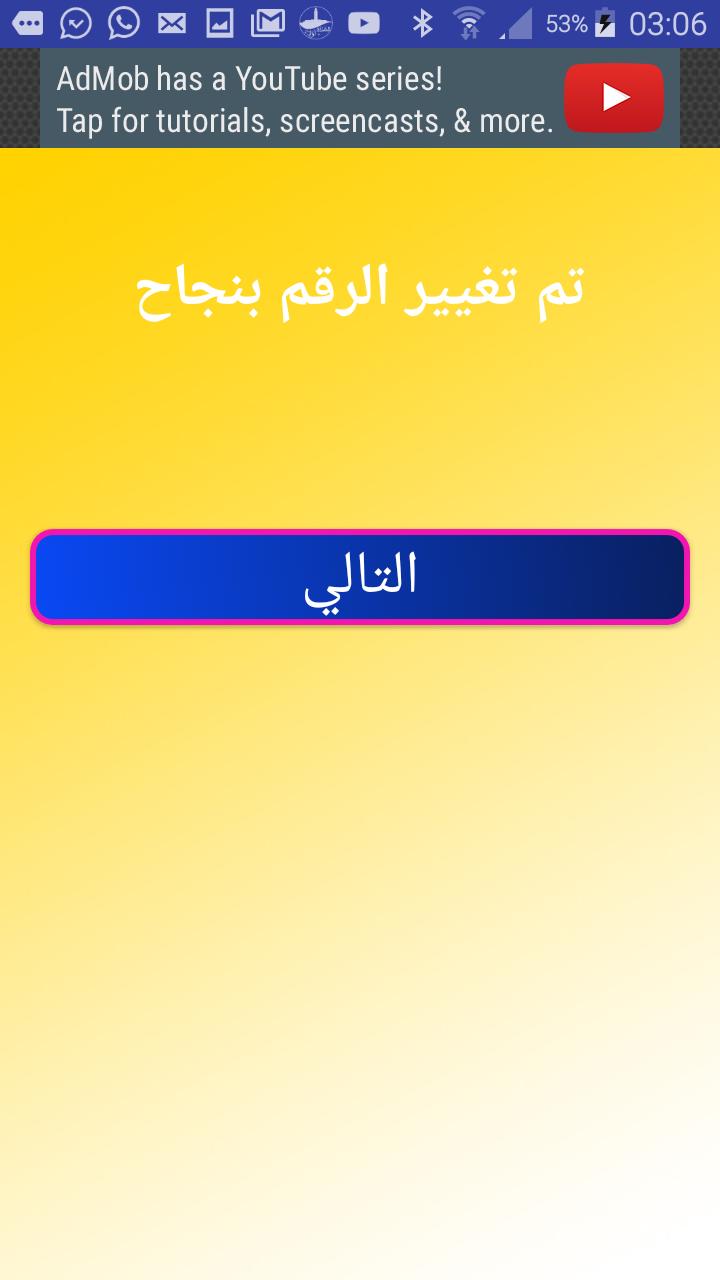 53% 03:06
AdMob has a YouTube series!
Tap for tutorials, screencasts, & more.
تم تغيير الرقم بنجاح
التالي